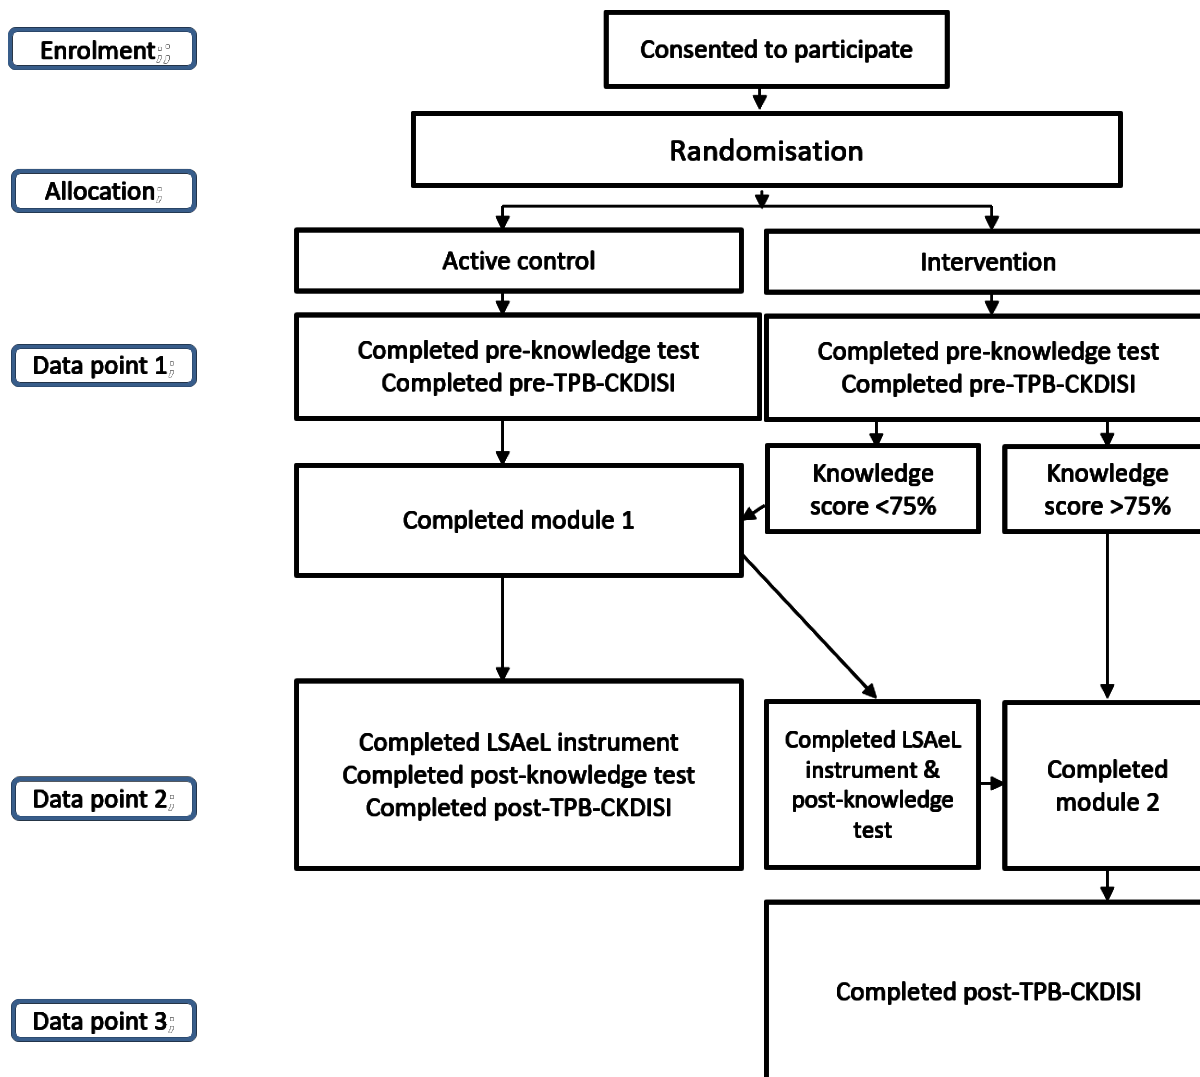 Enrolment
Consented to participate
Randomisation
Allocation
Active control
Intervention
Data point 1
Completed pre-knowledge test
Completed pre-TPB-CKDISI
Completed pre-knowledge test
Completed pre-TPB-CKDISI
Knowledge
score <75%
Knowledge
score >75%
Completed module 1
Data point 2
Completed LSAeL instrument
Completed post-knowledge test
Completed post-TPB-CKDISI
Completed LSAeL
instrument &
post-knowledge
test
Completed
module 2
Data point 3
Completed post-TPB-CKDISI